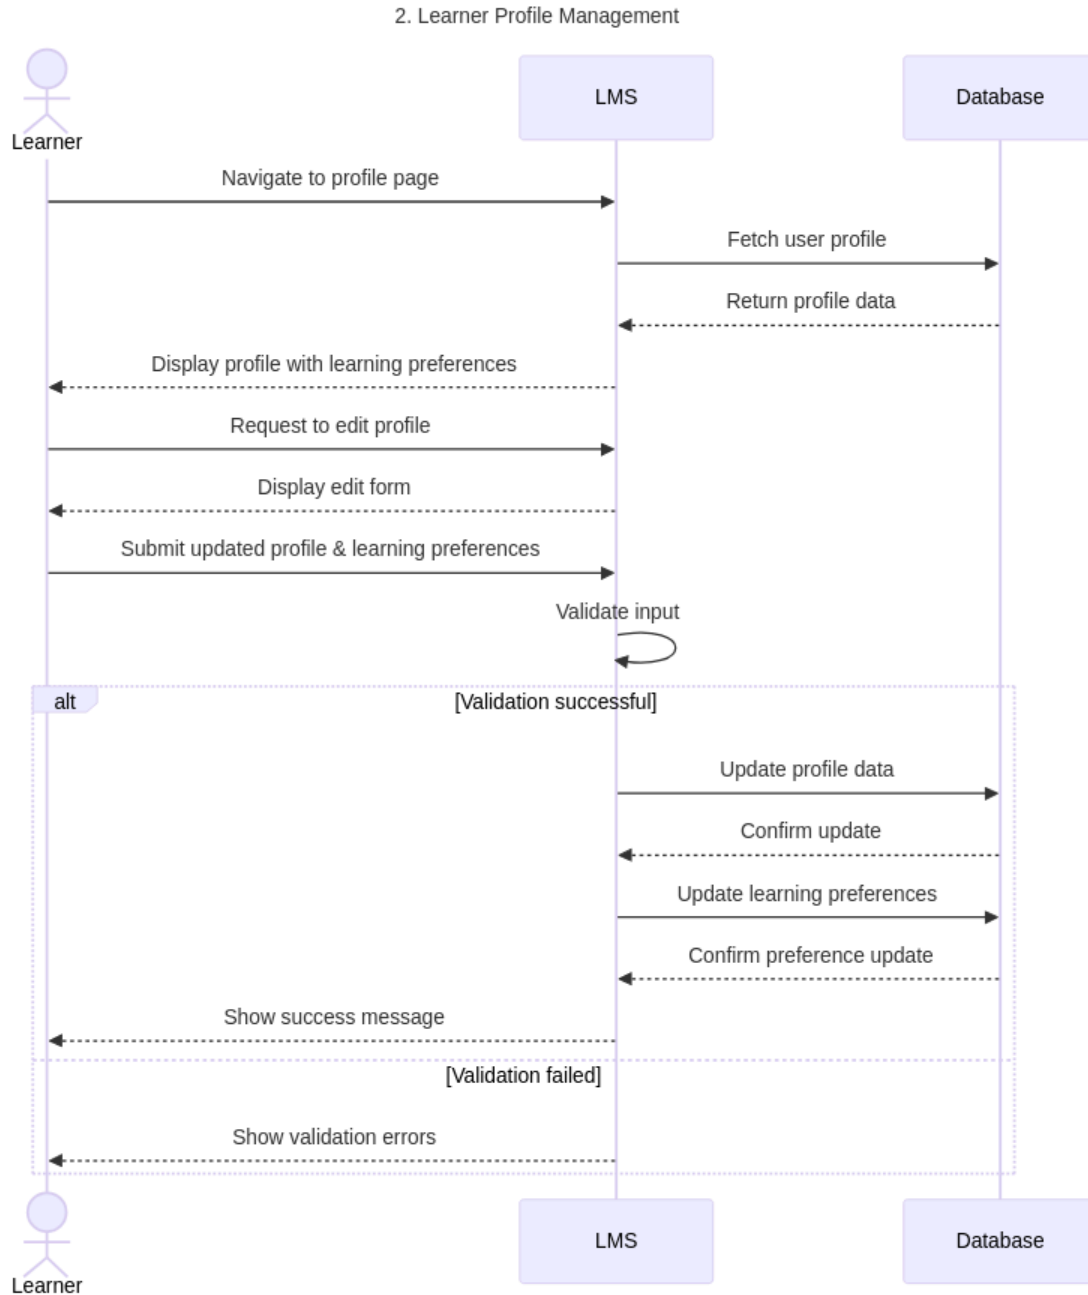 2. Learner Profile Management
Learner
LMS
Database
Navigate to profile page
Fetch user profile
Return profile data
Display profile with learning preferences
Request to edit profile
Display edit form
Submit updated profile & learning preferences
Validate input
alt
[Validation successful]
Update profile data
Confirm update
Update learning preferences
Confirm preference update
Show success message
[Validation failed]
Show validation errors
Learner
LMS
Database